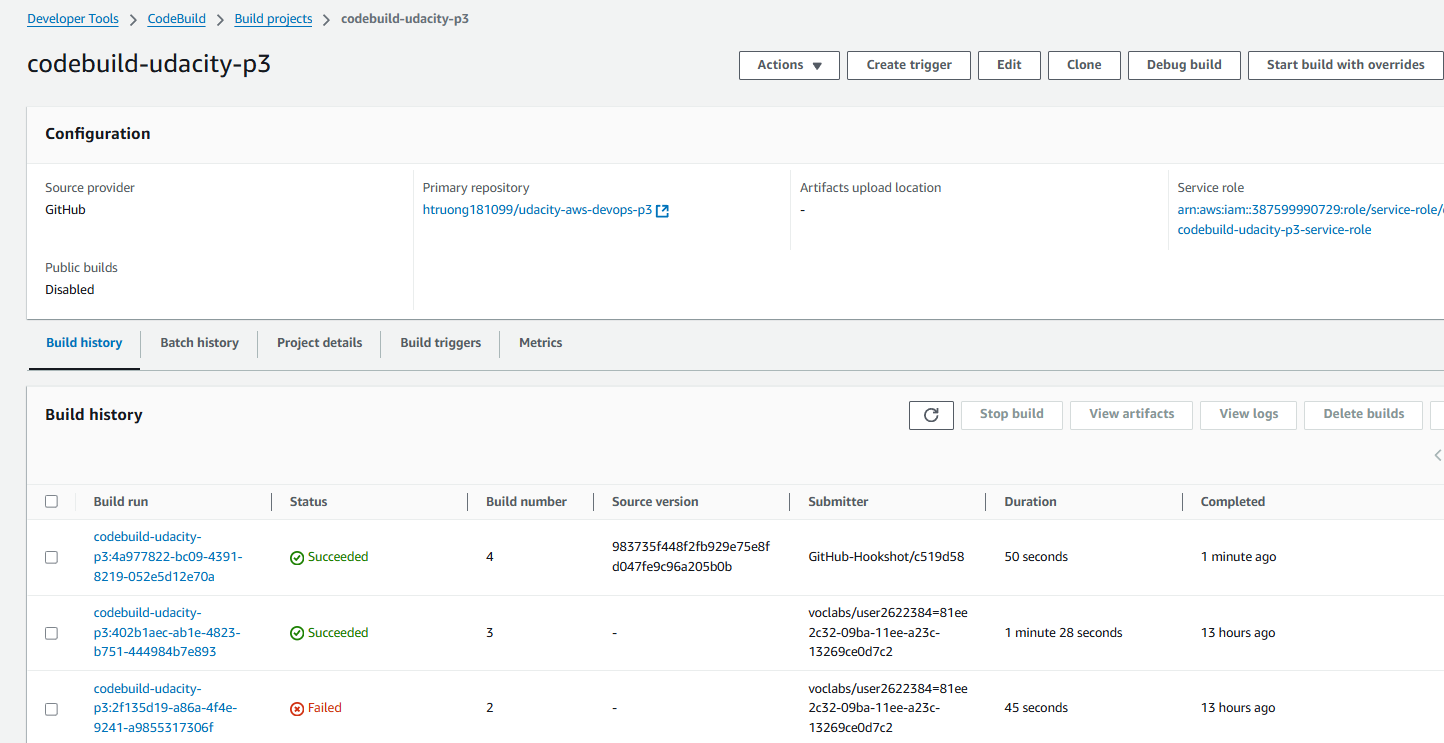 Developer Tools > CodeBuild > Build projects > codebuild-udacity-p3
codebuild-udacity-p3
Actions Create trigger Edit Clone Debug build Start build with overrides
Configuration
Source provider
GitHub
Primary repository
htruong181099/udacity-aws-devops-p3
Artifacts upload location
-
Service role
arn:aws:iam::387599990729:role/service-role/
codebuild-udacity-p3-service-role
Public builds
Disabled
Build history Batch history Project details Build triggers Metrics
Build history
Stop build View artifacts View logs Delete builds
Build run Status Build number Source version Submitter Duration Completed
codebuild-udacity-
p3:4a977822-bc09-4391-
8219-052e5d12e70a
Succeeded
4
983735f448f2fb929e75e8f
d047fe9c96a205b0b
GitHub-Hookshot/c519d58
50 seconds
1 minute ago
codebuild-udacity-
p3:402b1aec-ab1e-4823-
b751-444984b7e893
Succeeded
3
-
voclabs/user2622384=81ee
2c32-09ba-11ee-a23c-
13269ce0d7c2
1 minute 28 seconds
13 hours ago
codebuild-udacity-
p3:2f135d19-a86a-4f4e-
9241-a9855317306f
Failed
2
-
voclabs/user2622384=81ee
2c32-09ba-11ee-a23c-
13269ce0d7c2
45 seconds
13 hours ago